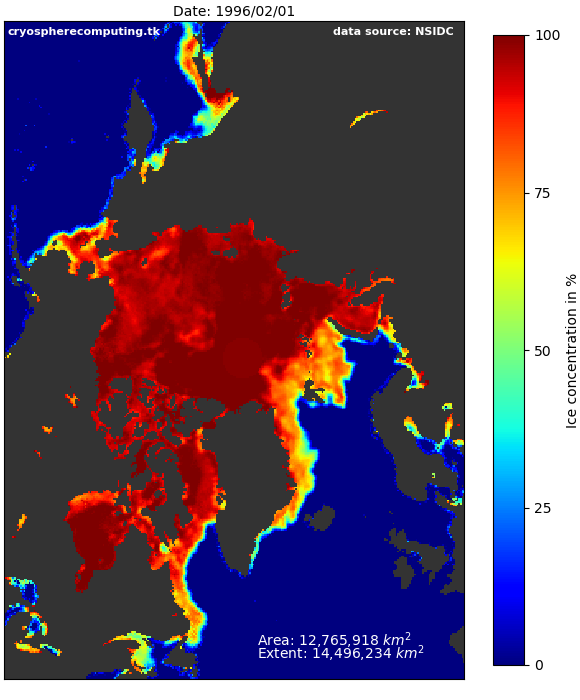 Date: 1996/02/01
cryospherecomputing.tk
data source: NSIDC
100
75
50
25
0
Ice concentration in %
Area: 12,765,918 km²
Extent: 14,496,234 km²